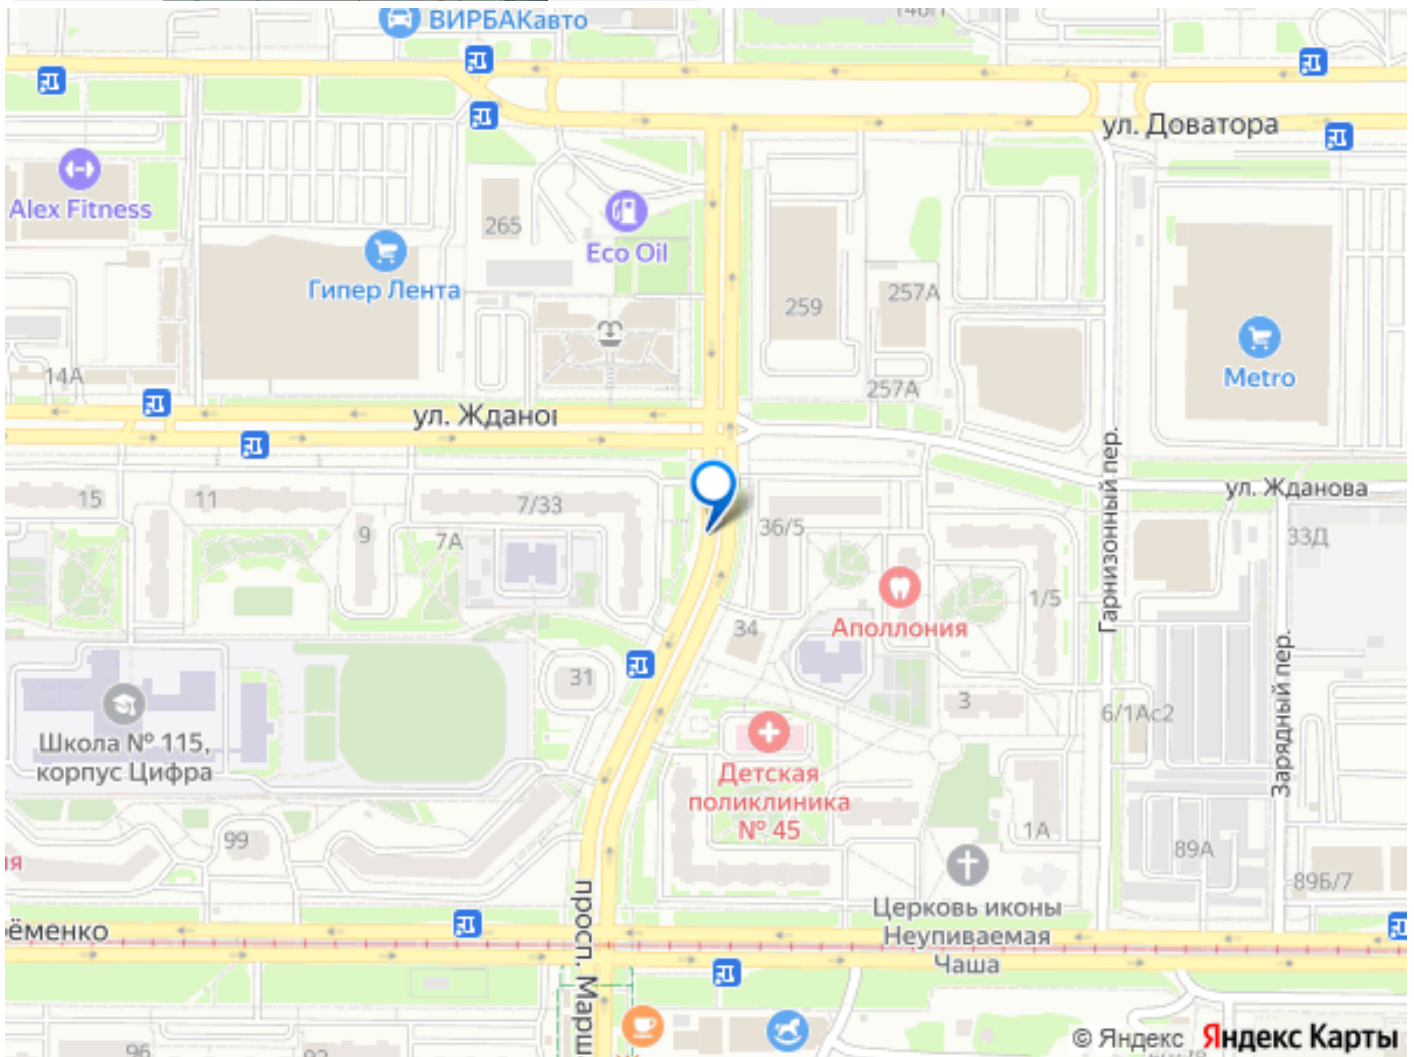 ВИРБАКавто
146П
ул. Доватора
Alex Fitness
265
Eco Oil
Гипер Лента
259
257А
Metro
14А
257А
ул. Ждано
Гарнизонный пер.
15
11
7/33
ул. Жданова
9
7А
36/5
33Д
1/5
Аполлония
34
31
3
6/1Ас2
Зарядный пер.
Школа № 115,
корпус Цифра
Детская
поликлиника
№ 45
99
1А
89А
я
89Б/7
просп. Марш
Церковь иконы
Неупиваемая
Чаша
ёменко
96
92
© Яндекс Яндекс Карты